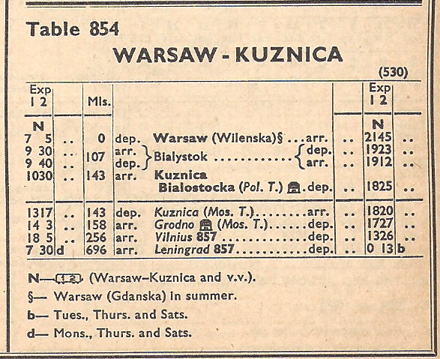 Table 854
WARSAW - KUZNICA
(530)
Exp 1 2 Mls. Exp 1 2
N N
7 5 .. 0 dep. Warsaw (Wilenska)§ ... arr. .. 2145
9 30 .. 107 arr. } Bialystok ............ { dep. .. 1923
9 40 .. dep. arr. .. 1912
1030 .. 143 arr. Kuznica
Bialostocka (Pol. T.) dep. .. 1825
1317 .. 143 dep. Kuznica (Mos. T.) ....... arr. .. 1820
14 3 .. 158 arr. Grodno (Mos. T.) ..... dep. .. 1727
18 5 .. 256 arr. Vilnius 857 ............ dep. .. 1326
7 30 d 696 arr. Leningrad 857 .......... dep. .. 0 13 b
N—1 2 (Warsaw–Kuznica and v.v.).
§— Warsaw (Gdanska) in summer.
b— Tues., Thurs. and Sats.
d— Mons., Thurs. and Sats.